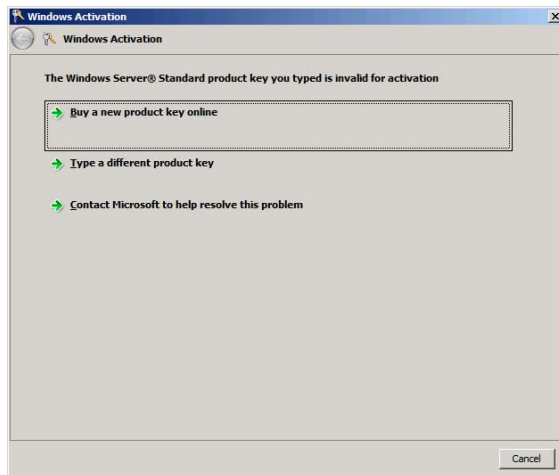 Windows Activation
Windows Activation
The Windows Server® Standard product key you typed is invalid for activation
Buy a new product key online
Type a different product key
Contact Microsoft to help resolve this problem
Cancel